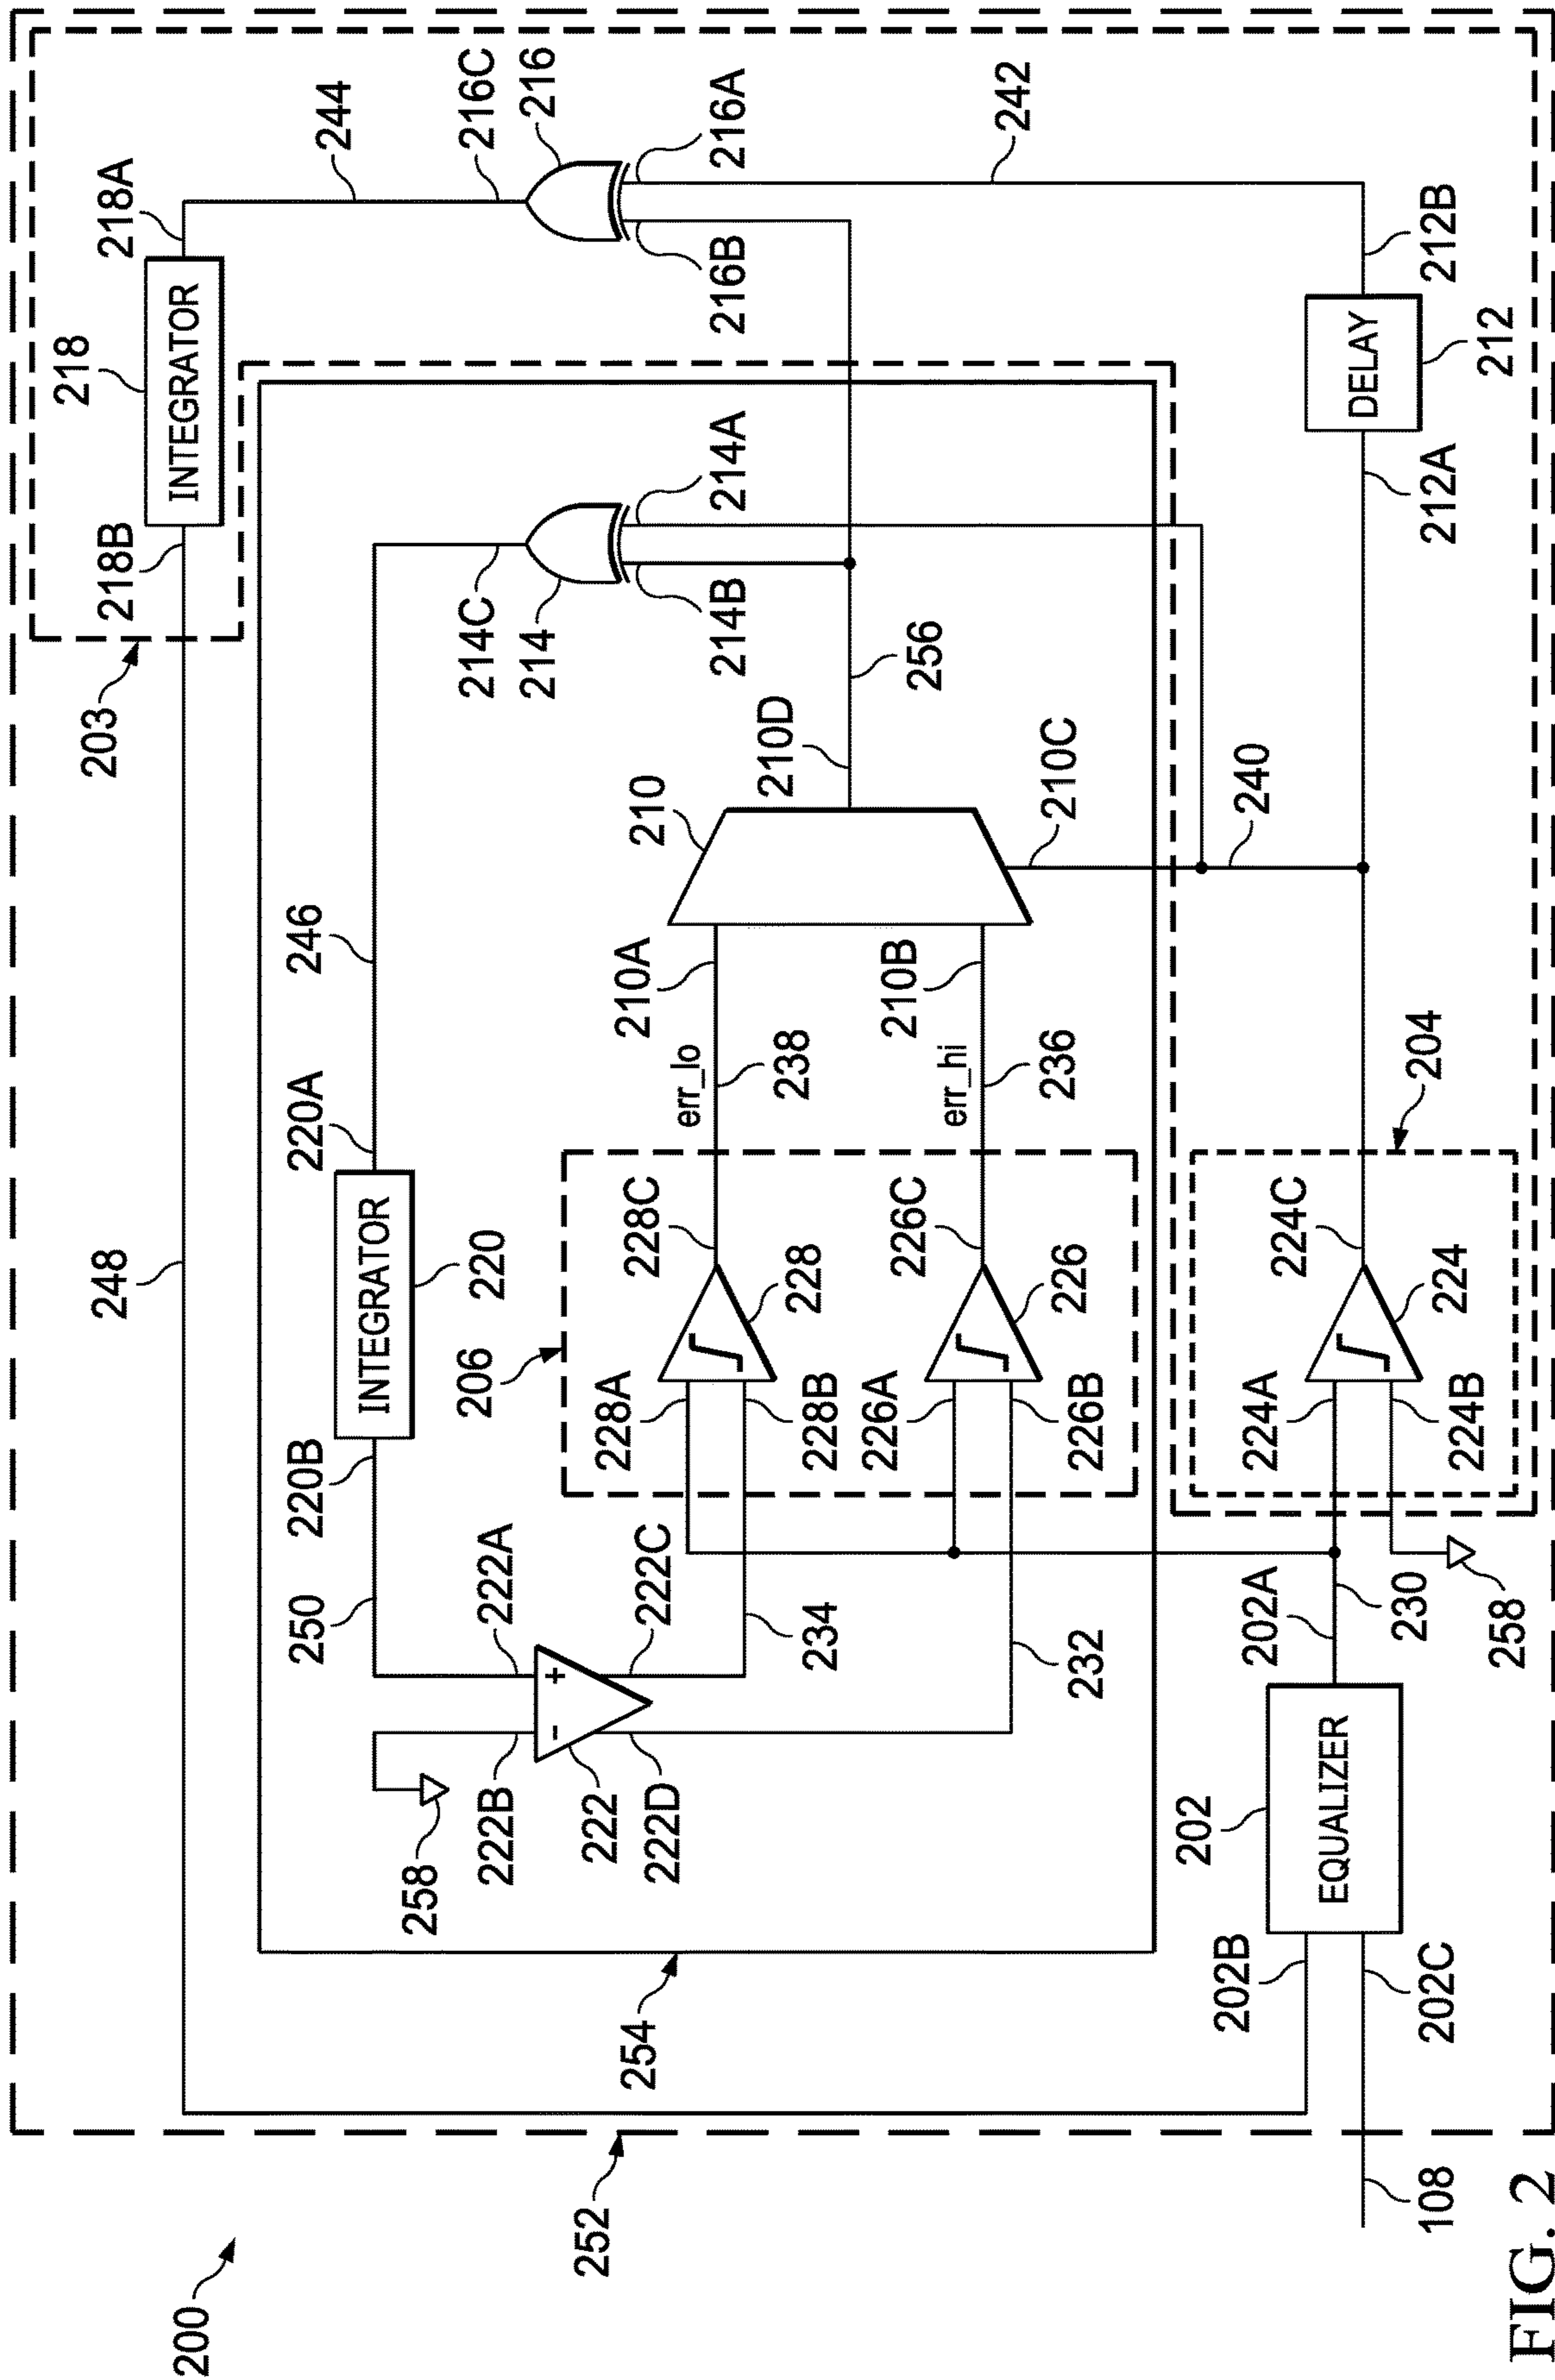 200
252
108
248
203
218B
218
INTEGRATOR
218A
244
216C
216
216A
216B
242
254
250
220B
INTEGRATOR
220
220A
246
214C
214
214A
214B
258
222B
222
222D
222A
222C
234
232
206
228A
228B
228
228C
226A
226B
226
226C
err_lo
238
210A
err_hi
236
210B
210
210D
256
210C
240
202B
202C
202
EQUALIZER
202A
230
258
224A
224B
224
224C
204
212A
DELAY
212
212B
FIG. 2